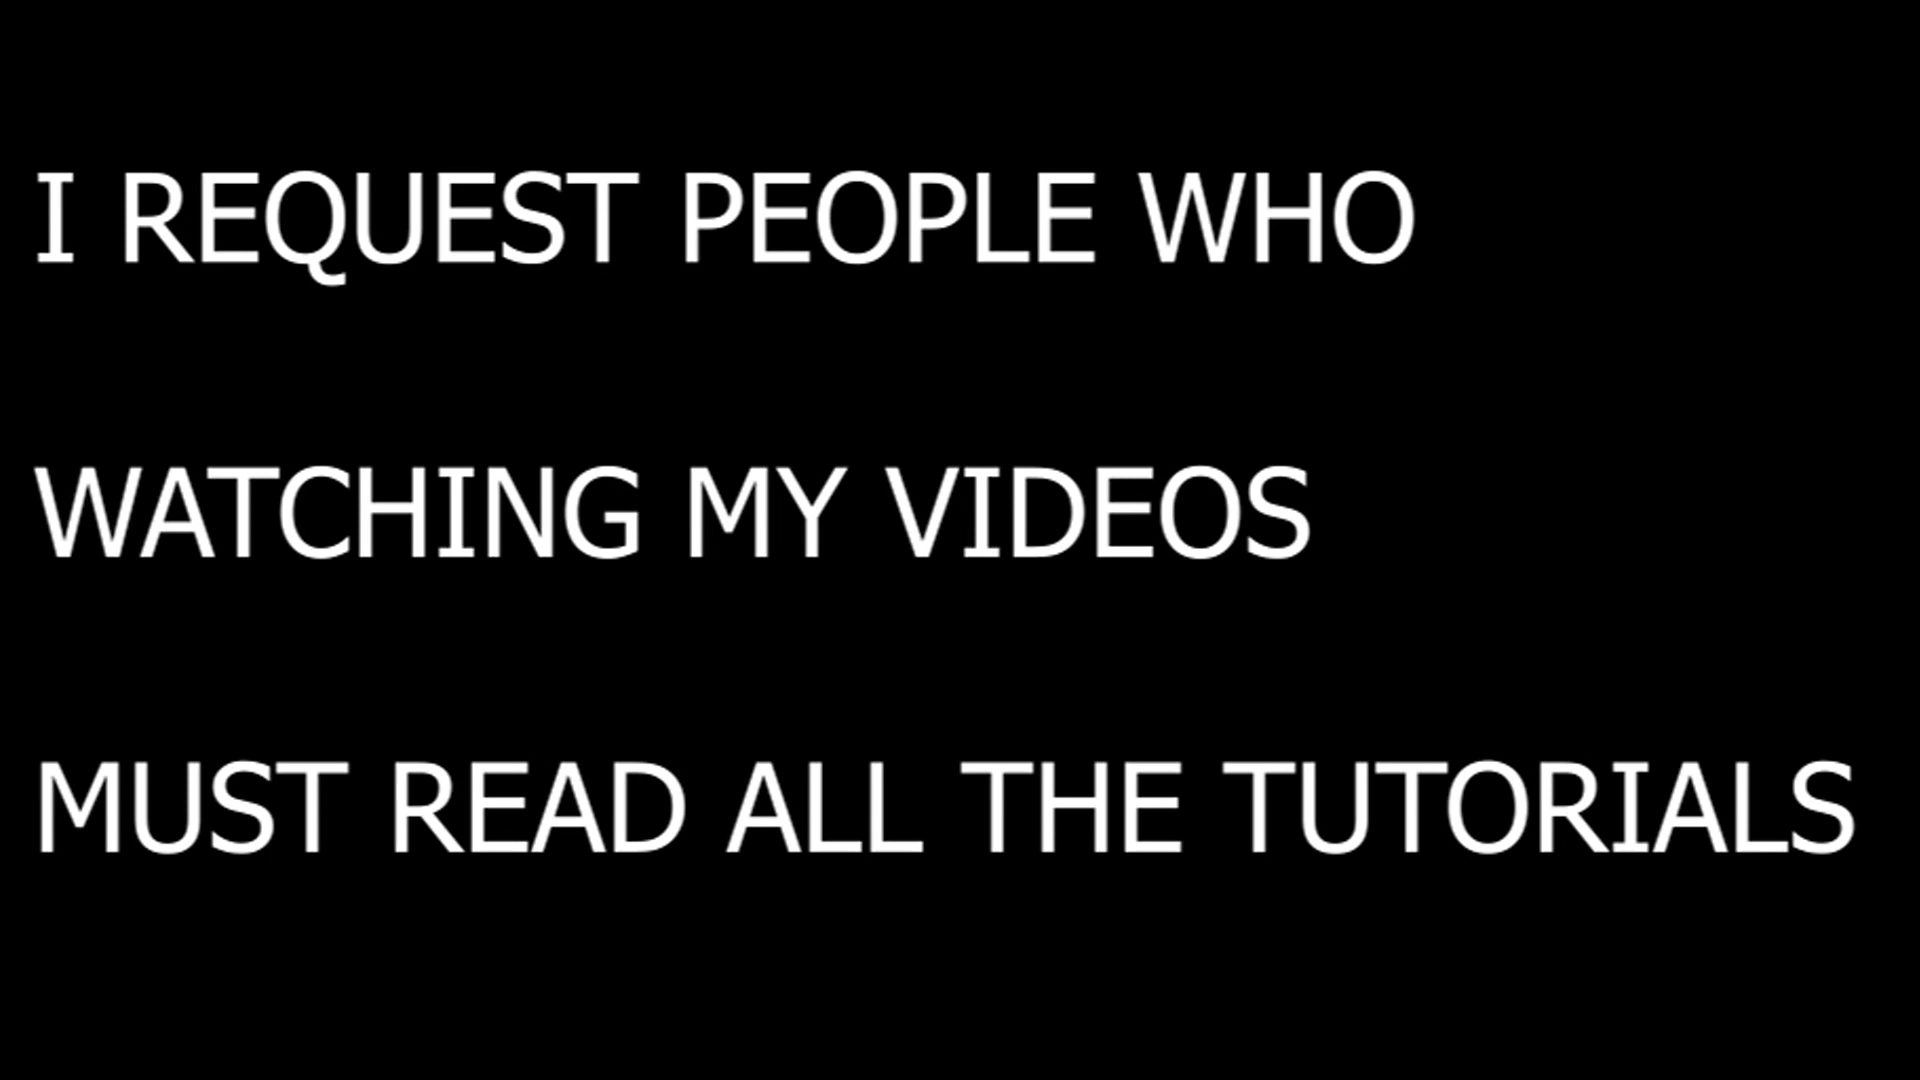 I REQUEST PEOPLE WHO
WATCHING MY VIDEOS
MUST READ ALL THE TUTORIALS